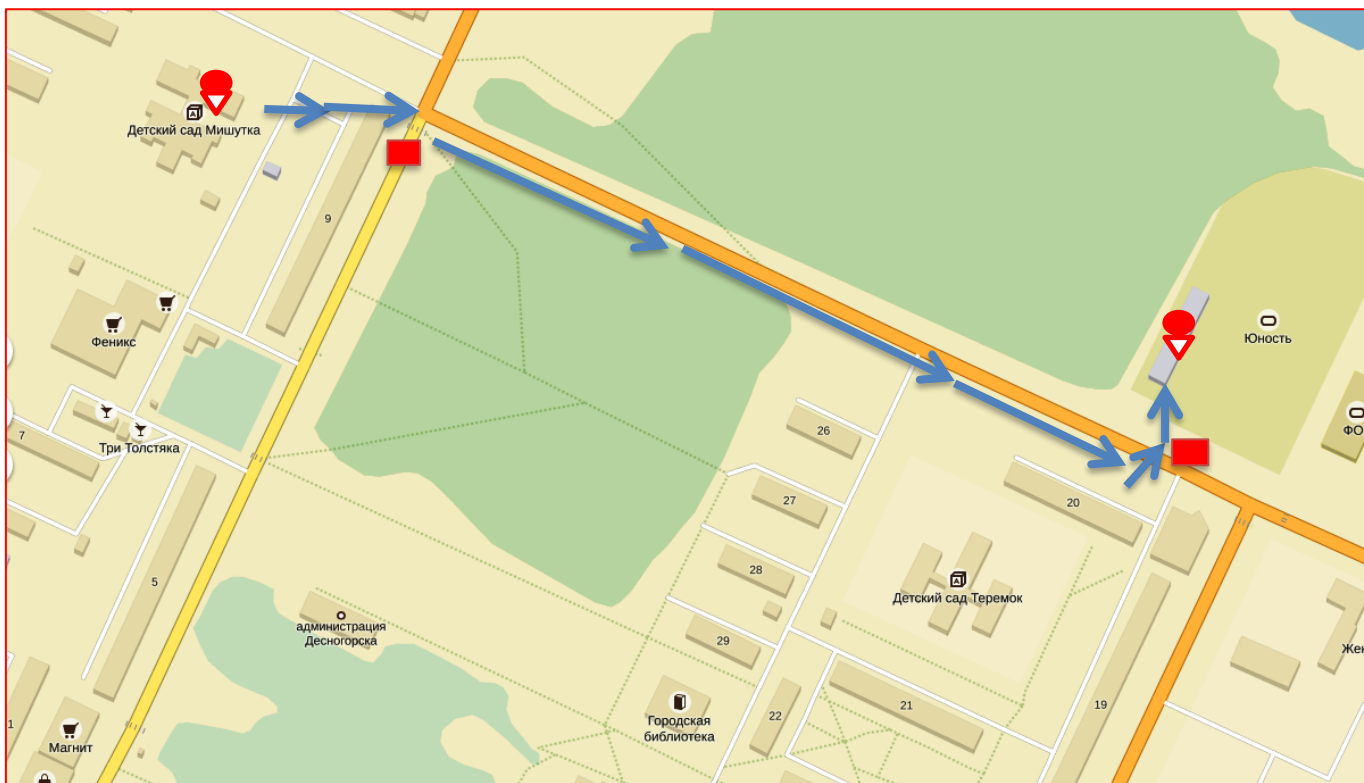 Детский сад Мишутка
9
Феникс
Юность
ФО
26
7
Три Толстяка
27
20
28
5
Детский сад Теремок
администрация
Десногорска
29
Жен
1
Городская
библиотека
22
21
19
Магнит